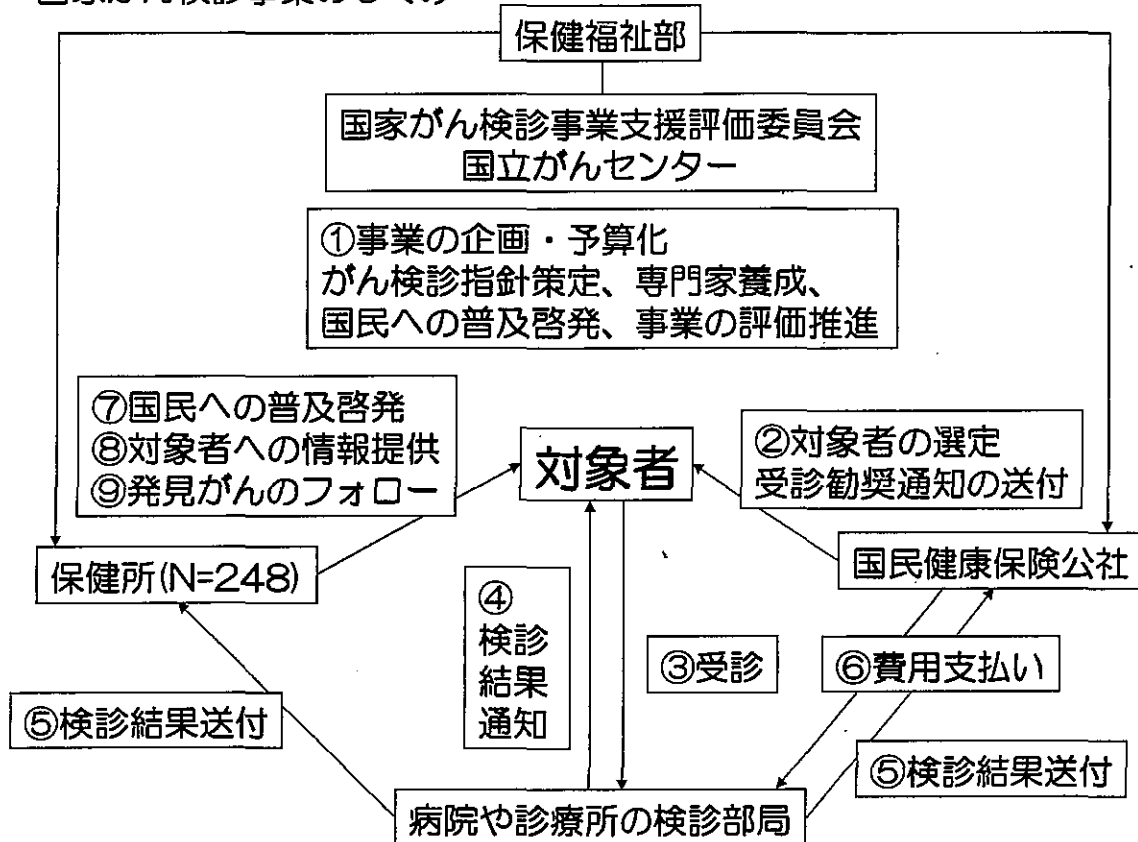 保健福祉部
国家がん検診事業支援評価委員会
国立がんセンター
①事業の企画・予算化
がん検診指針策定、専門家養成、
国民への普及啓発、事業の評価推進
⑦国民への普及啓発
⑧対象者への情報提供
⑨発見がんのフォロー
対象者
②対象者の選定
受診勧奨通知の送付
保健所(N=248)
国民健康保険公社
④
検診
結果
通知
③受診
⑥費用支払い
⑤検診結果送付
⑤検診結果送付
病院や診療所の検診部局